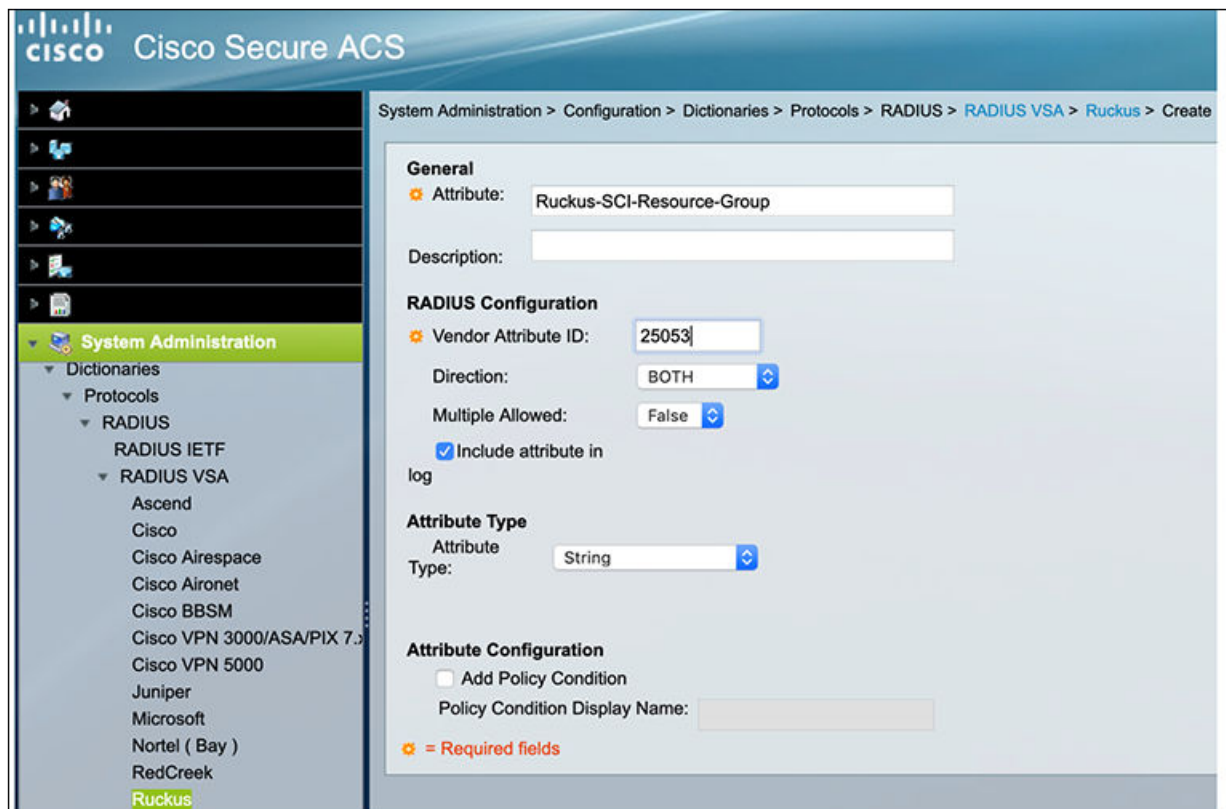 CISCO Cisco Secure ACS
System Administration > Configuration > Dictionaries > Protocols > RADIUS > RADIUS VSA > Ruckus > Create
System Administration
Dictionaries
Protocols
RADIUS
RADIUS IETF
RADIUS VSA
Ascend
Cisco
Cisco Airespace
Cisco Aironet
Cisco BBSM
Cisco VPN 3000/ASA/PIX 7.x
Cisco VPN 5000
Juniper
Microsoft
Nortel ( Bay )
RedCreek
Ruckus
General
Attribute: Ruckus-SCI-Resource-Group
Description:
RADIUS Configuration
Vendor Attribute ID: 25053
Direction: BOTH
Multiple Allowed: False
Include attribute in
log
Attribute Type
Attribute
Type: String
Attribute Configuration
Add Policy Condition
Policy Condition Display Name:
= Required fields